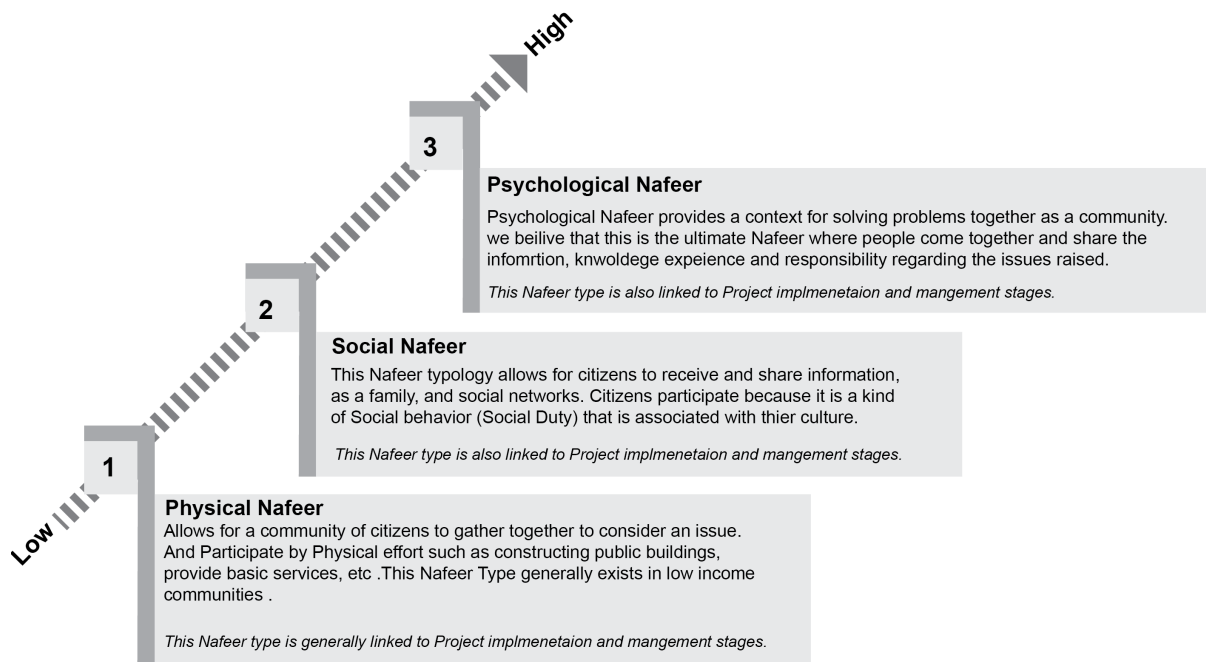 High
3
Psychological Nafeer
Psychological Nafeer provides a context for solving problems together as a community.
we beilive that this is the ultimate Nafeer where people come together and share the
infomrtion, knwoldege expeience and responsibility regarding the issues raised.
This Nafeer type is also linked to Project implmenetaion and mangement stages.
2
Social Nafeer
This Nafeer typology allows for citizens to receive and share information,
as a family, and social networks. Citizens participate because it is a kind
of Social behavior (Social Duty) that is associated with thier culture.
This Nafeer type is also linked to Project implmenetaion and mangement stages.
1
Low
Physical Nafeer
Allows for a community of citizens to gather together to consider an issue.
And Participate by Physical effort such as constructing public buildings,
provide basic services, etc .This Nafeer Type generally exists in low income
communities .
This Nafeer type is generally linked to Project implmenetaion and mangement stages.